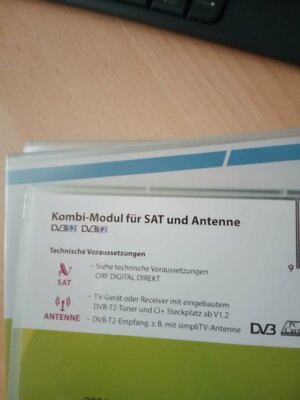 Kombi-Modul für SAT und Antenne
DVB S2 DVB T2
Technische Voraussetzungen
SAT
· Siehe technische Voraussetzungen
ORF DIGITAL DIREKT
ANTENNE
· TV-Gerät oder Receiver mit eingebautem
DVB-T2-Tuner und CI+ Steckplatz ab V1.2
· DVB-T2-Empfang, z. B. mit simpliTV-Antenne
DVB
9